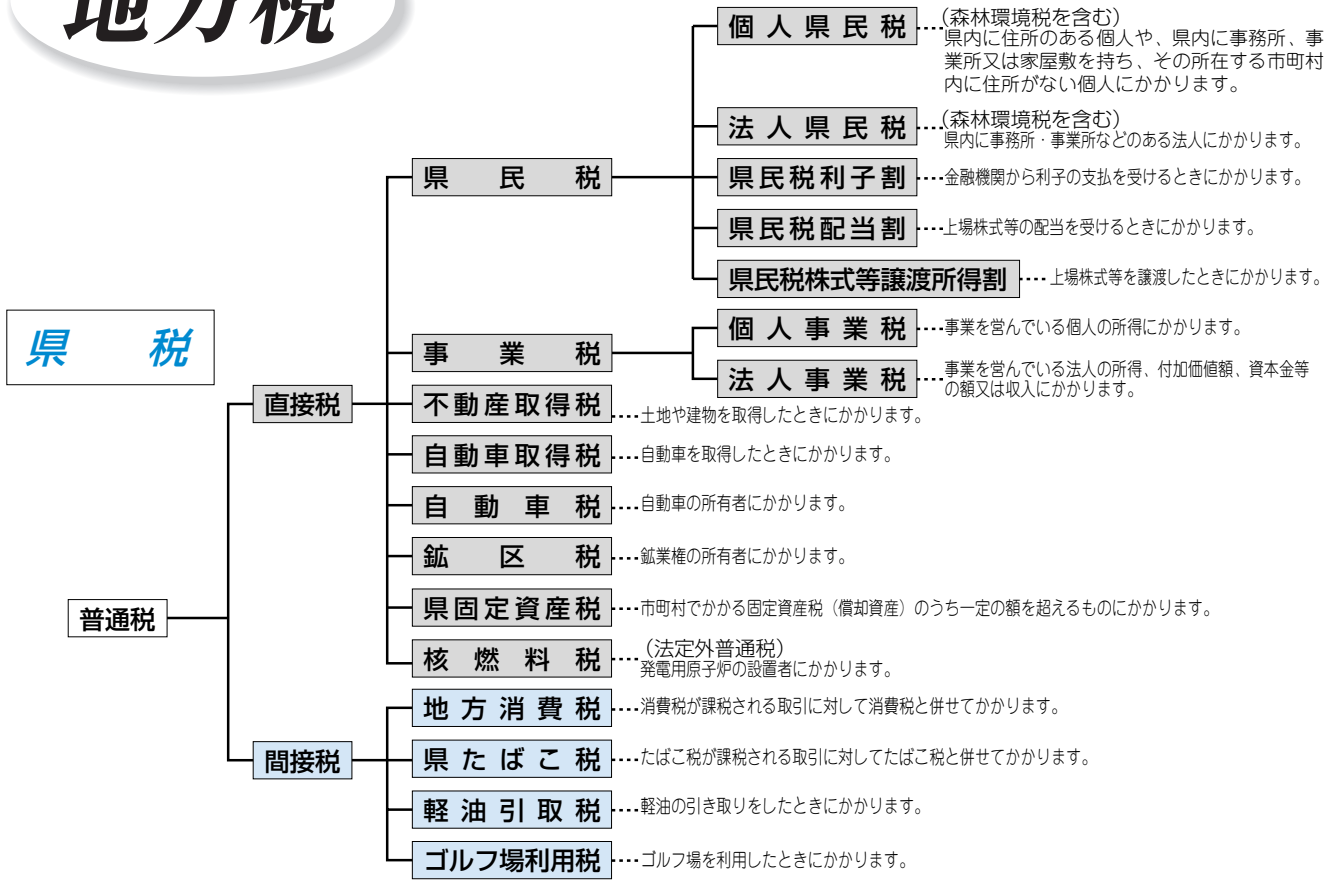 地方税
県税
普通税
直接税
県民税
個人県民税
(森林環境税を含む)
県内に住所のある個人や、県内に事務所、事
業所又は家屋敷を持ち、その所在する市町村
内に住所がない個人にかかります。
法人県民税
(森林環境税を含む)
県内に事務所・事業所などのある法人にかかります。
県民税利子割
金融機関から利子の支払を受けるときにかかります。
県民税配当割
上場株式等の配当を受けるときにかかります。
県民税株式等譲渡所得割
上場株式等を譲渡したときにかかります。
事業税
個人事業税
事業を営んでいる個人の所得にかかります。
法人事業税
事業を営んでいる法人の所得、付加価値額、資本金等
の額又は収入にかかります。
不動産取得税
土地や建物を取得したときにかかります。
自動車取得税
自動車を取得したときにかかります。
自動車税
自動車の所有者にかかります。
鉱区税
鉱業権の所有者にかかります。
県固定資産税
市町村でかかる固定資産税（償却資産）のうち一定の額を超えるものにかかります。
核燃料税
(法定外普通税)
発電用原子炉の設置者にかかります。
間接税
地方消費税
消費税が課税される取引に対して消費税と併せてかかります。
県たばこ税
たばこ税が課税される取引に対してたばこ税と併せてかかります。
軽油引取税
軽油の引き取りをしたときにかかります。
ゴルフ場利用税
ゴルフ場を利用したときにかかります。